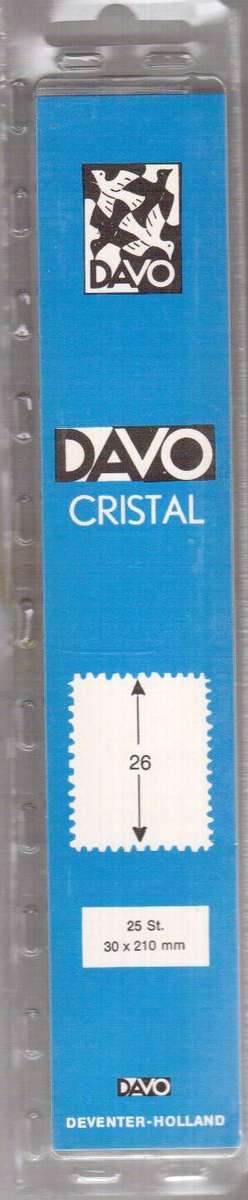 DAVO
DAVO
CRISTAL
26
25 St.
30 x 210 mm
DAVO
DEVENTER-HOLLAND